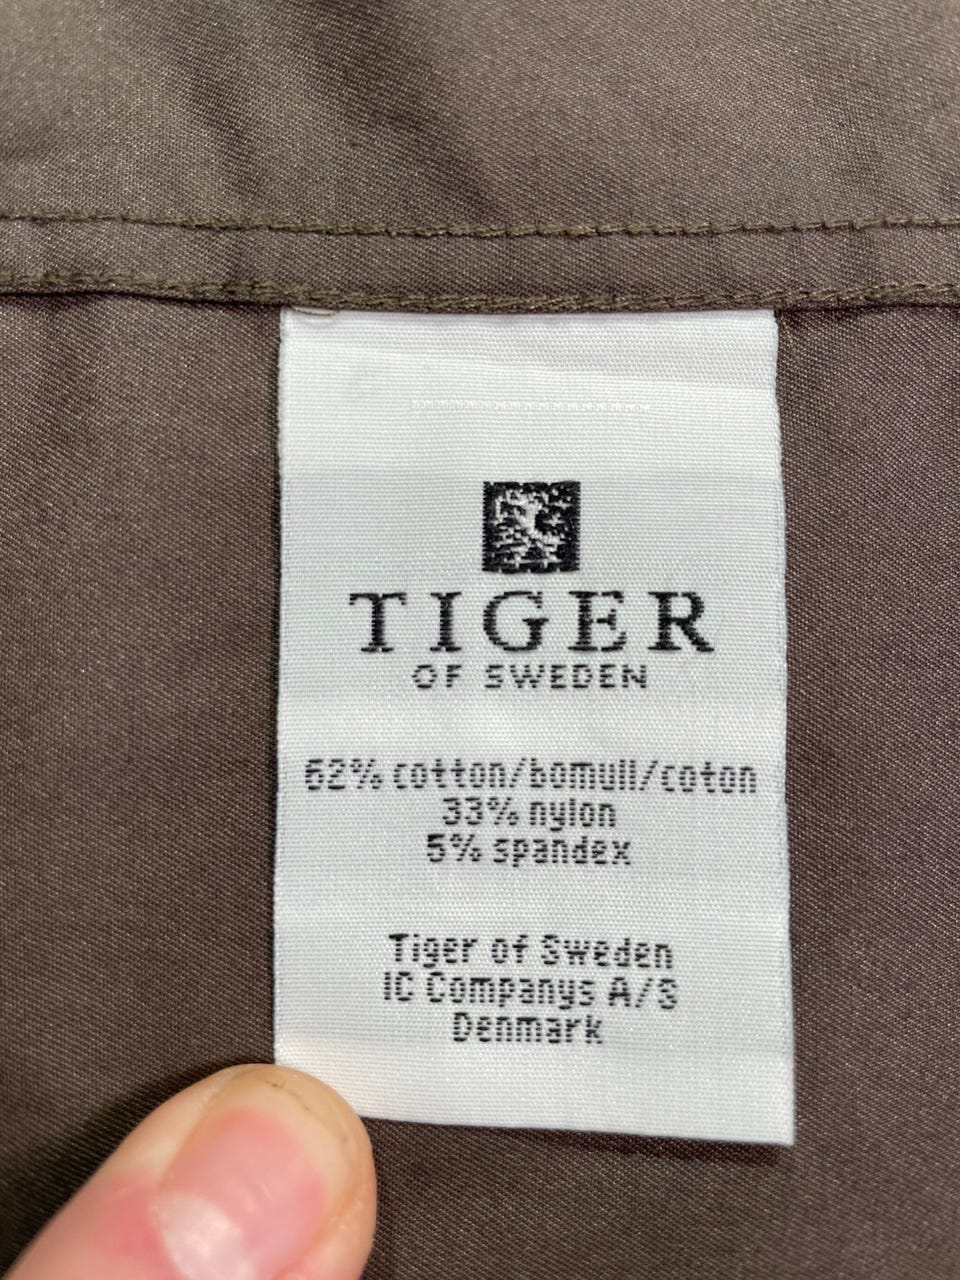 TIGER
OF SWEDEN
62% cotton/bomull/coton
33% nylon
5% spandex
Tiger of Sweden
IC Companys A/S
Denmark